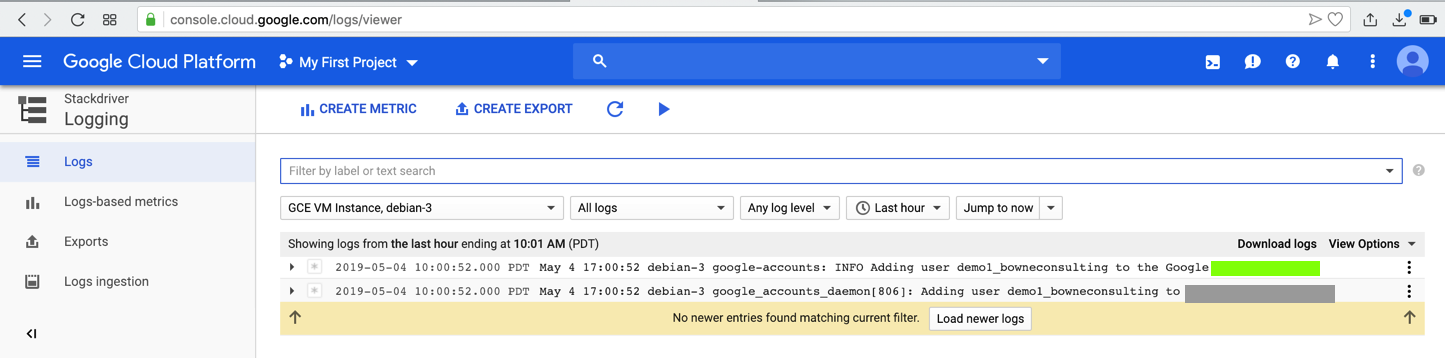 console.cloud.google.com/logs/viewer
Google Cloud Platform My First Project
Stackdriver
Logging
CREATE METRIC CREATE EXPORT
Logs
Logs-based metrics
Exports
Logs ingestion
Filter by label or text search
GCE VM Instance, debian-3 All logs Any log level Last hour Jump to now
Showing logs from the last hour ending at 10:01 AM (PDT) Download logs View Options
2019-05-04 10:00:52.000 PDT May 4 17:00:52 debian-3 google-accounts: INFO Adding user demo1_bowneconsulting to the Google
2019-05-04 10:00:52.000 PDT May 4 17:00:52 debian-3 google_accounts_daemon[806]: Adding user demo1_bowneconsulting to
No newer entries found matching current filter. Load newer logs